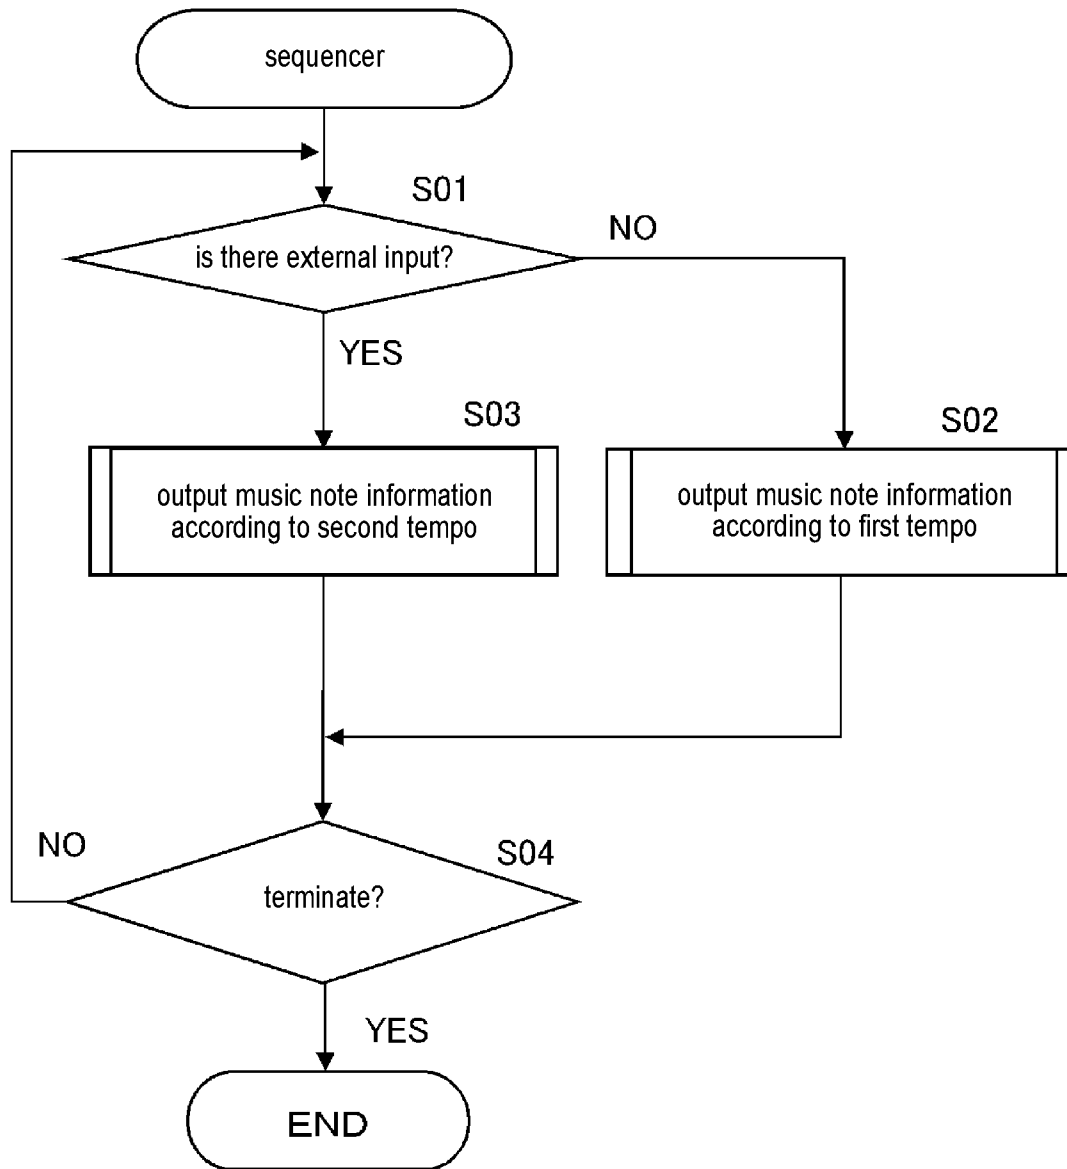 sequencer
S01
is there external input?
NO
YES
S03
output music note information
according to second tempo
S02
output music note information
according to first tempo
NO
S04
terminate?
YES
END